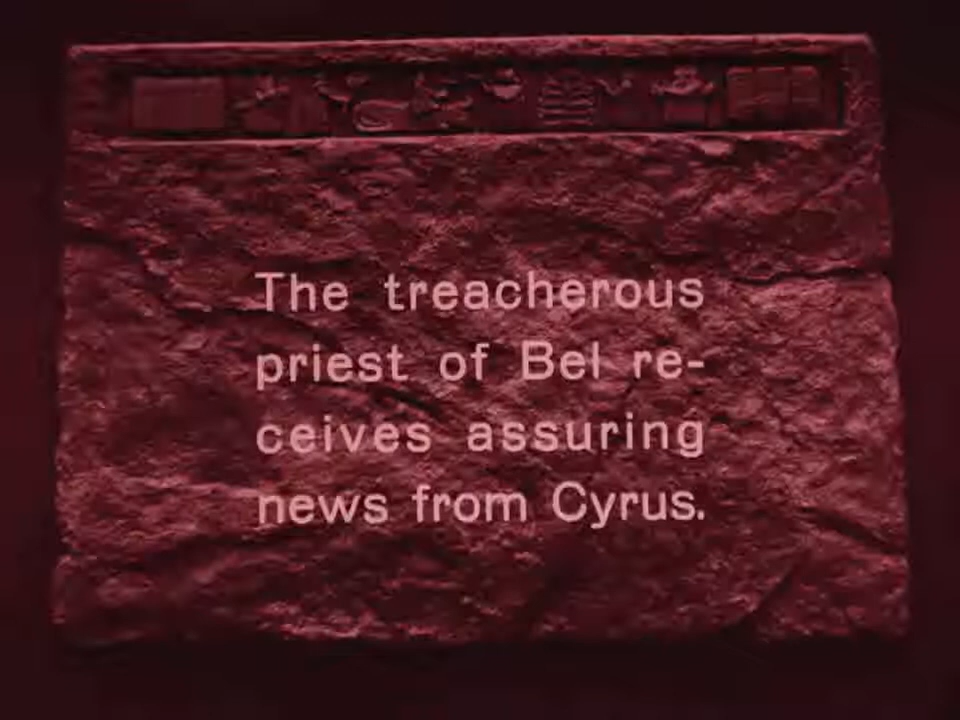 The treacherous
priest of Bel re-
ceives assuring
news from Cyrus.